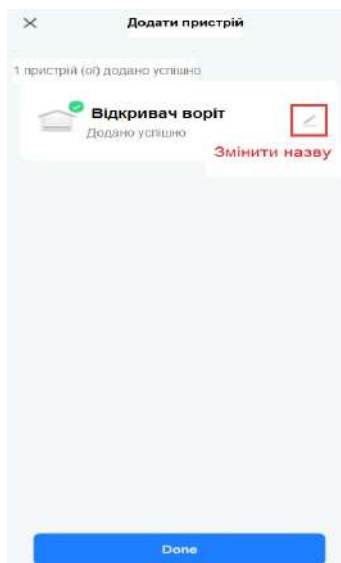 Додати пристрій
1 пристрій (ої) додано успішно
Відкривач воріт
Додано успішно
Змінити назву
Done